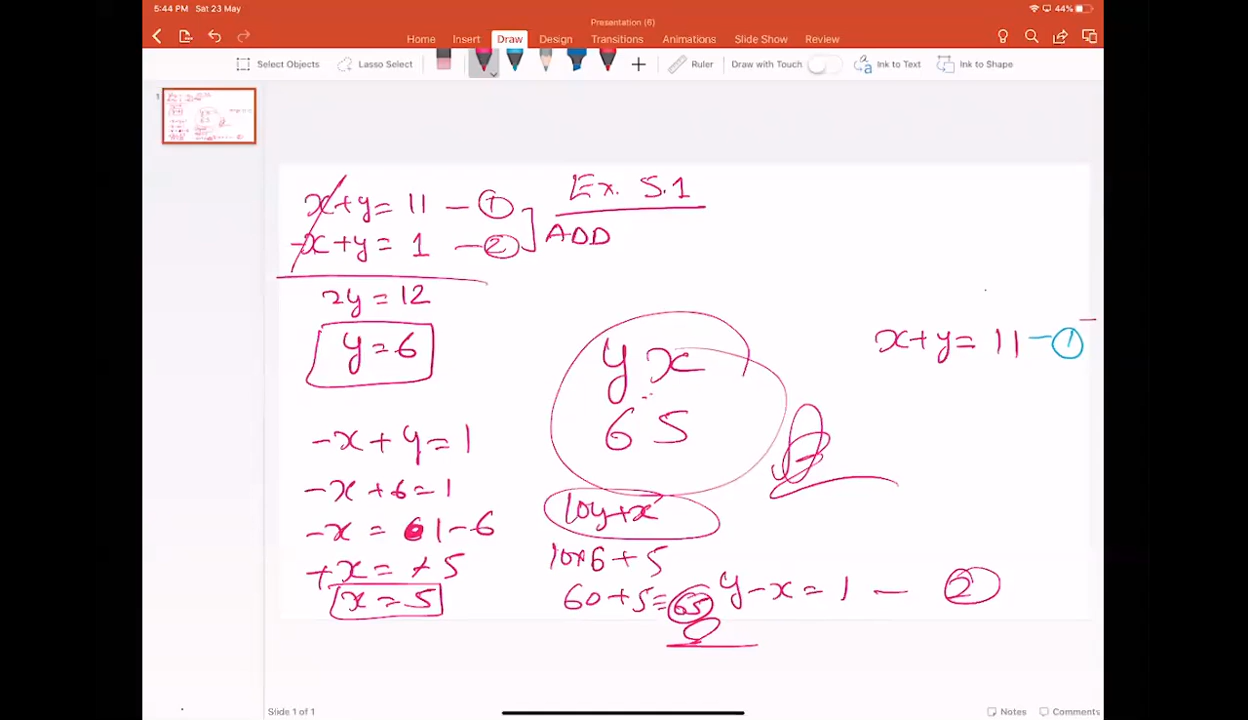 5:44 PM Sat 23 May
44%
Presentation (6)
Home Insert Draw Design Transitions Animations Slide Show Review
Select Objects Lasso Select Ruler Draw with Touch Ink to Text Ink to Shape
1
Ex. 5.1
x+y= 11 — ①
-x+y= 1 — ②
ADD
2y = 12
y=6
-x + y = 1
-x + 6 = 1
-x = 1-6
+x = +5
x = 5
y x
6 5
10y+x
10×6 + 5
60+5= 65
x+y= 11 — ①
y-x = 1 — ②
Slide 1 of 1
Notes Comments